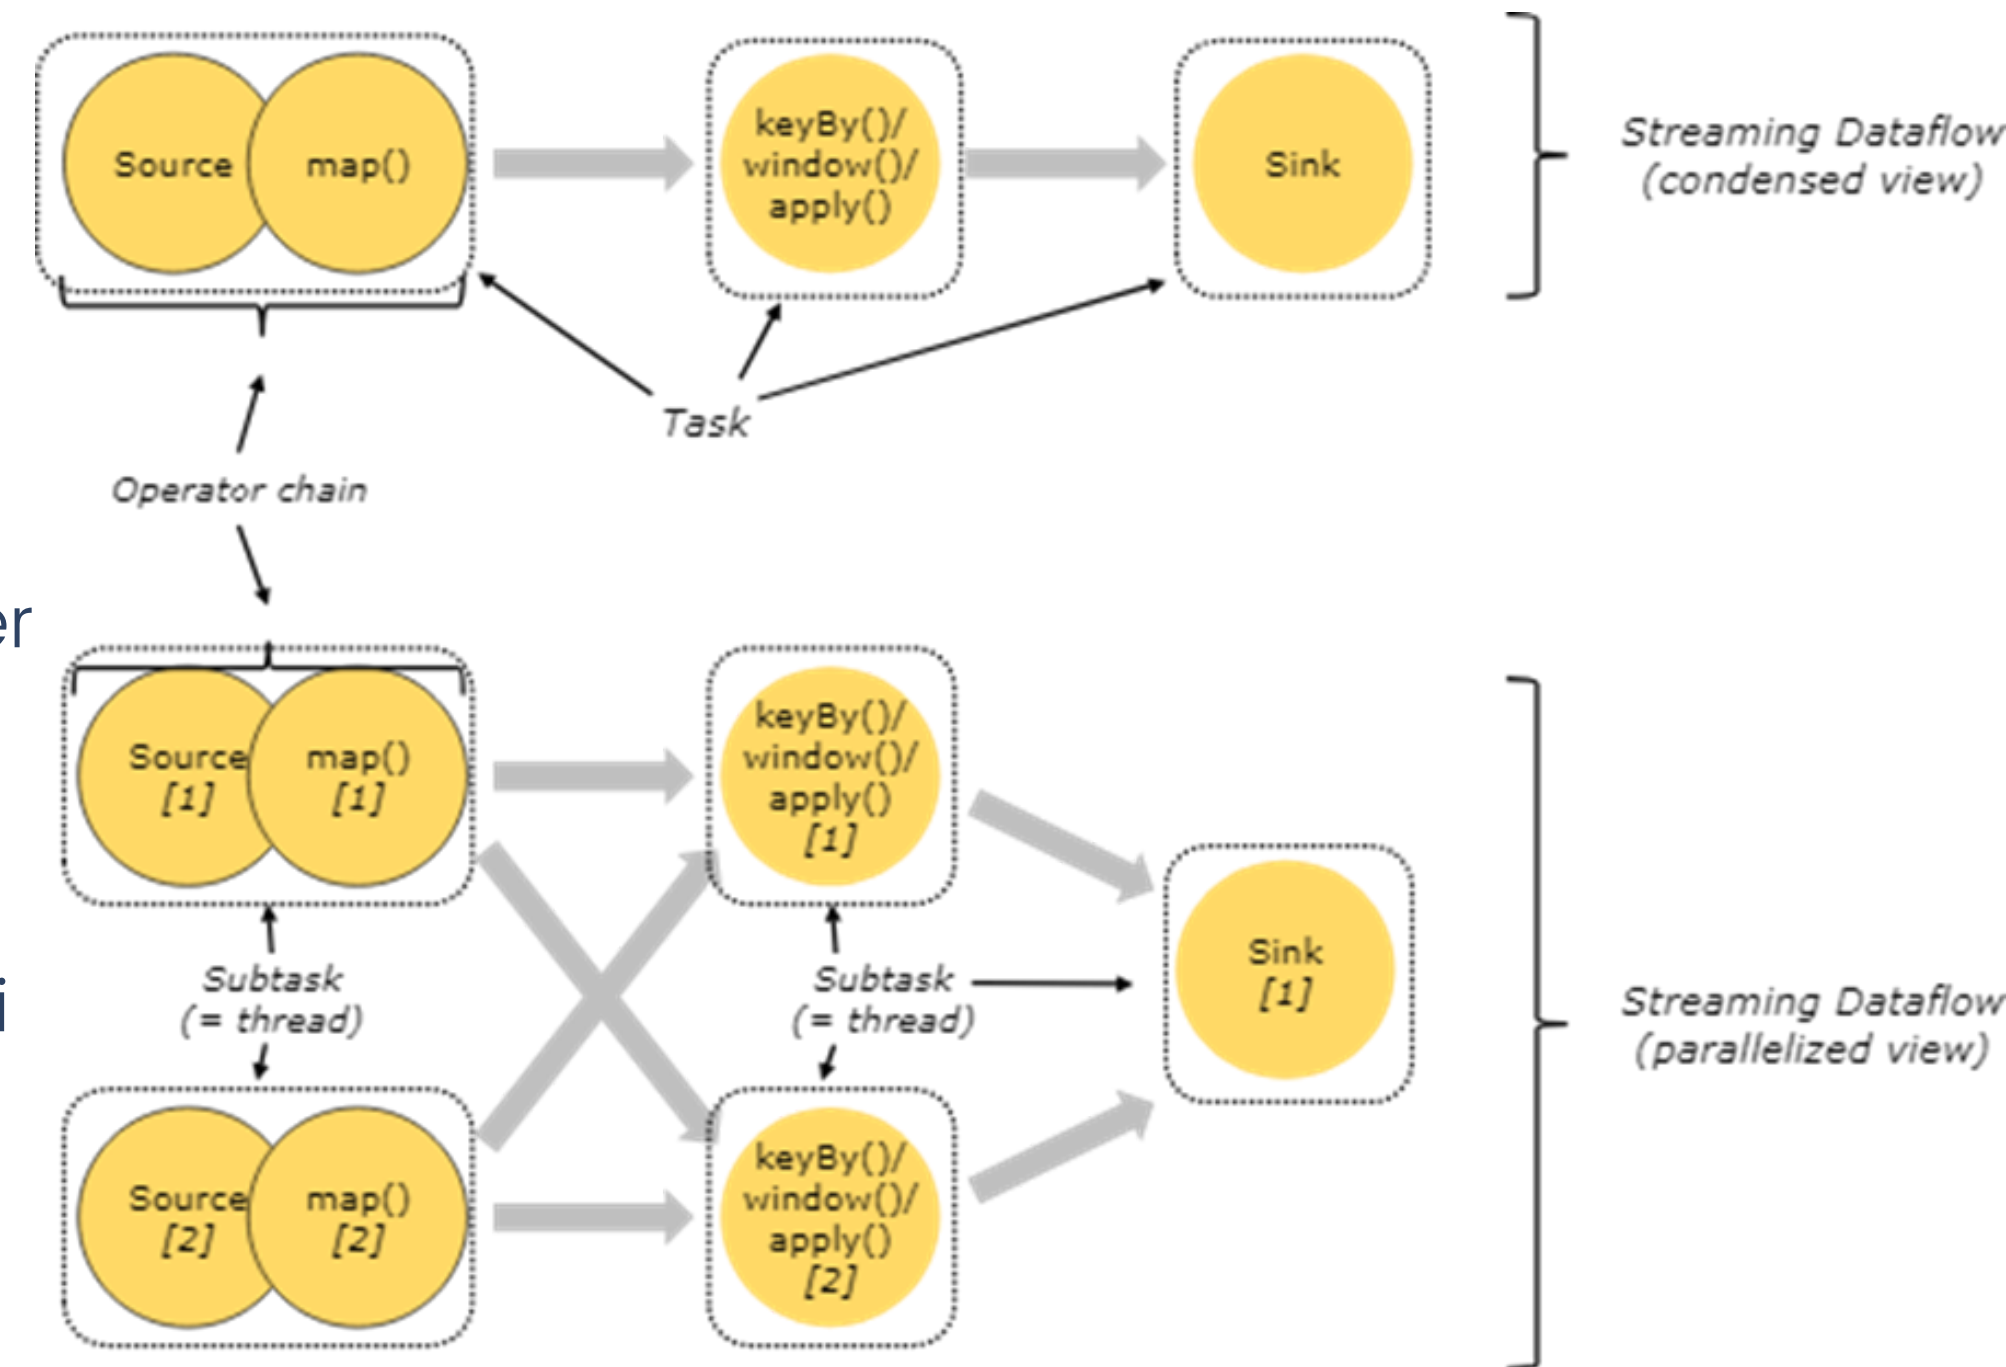 Source
map()
keyBy()/
window()/
apply()
Sink
Streaming Dataflow
(condensed view)
Task
Operator chain
er
Source
[1]
map()
[1]
keyBy()/
window()/
apply()
[1]
Subtask
(= thread)
Subtask
(= thread)
Sink
[1]
i
Streaming Dataflow
(parallelized view)
Source
[2]
map()
[2]
keyBy()/
window()/
apply()
[2]